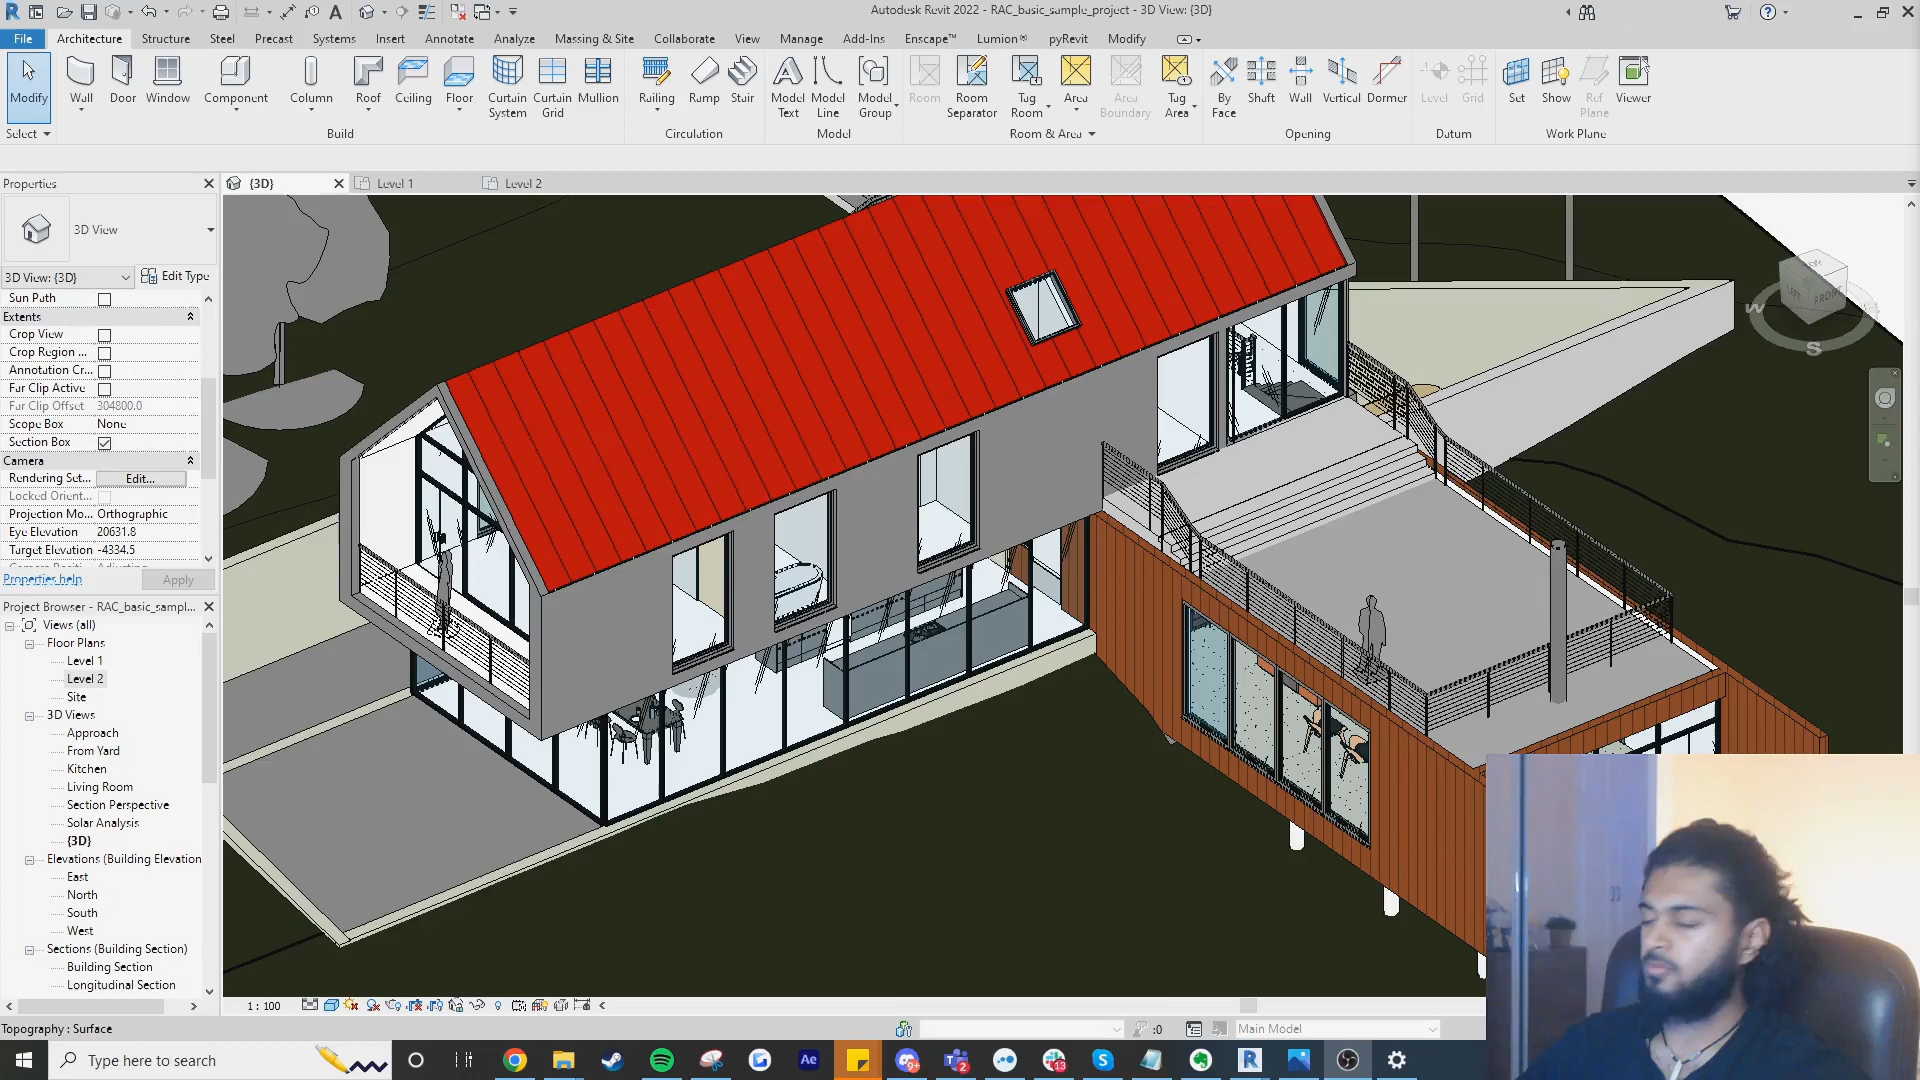 Autodesk Revit 2022 - RAC_basic_sample_project - 3D View: {3D}
File Architecture Structure Steel Precast Systems Insert Annotate Analyze Massing & Site Collaborate View Manage Add-Ins Enscape™ Lumion® pyRevit Modify
Modify Wall Door Window Component Column Roof Ceiling Floor Curtain System Curtain Grid Mullion Railing Ramp Stair Model Text Model Line Model Group Room Room Separator Tag Room Area Area Boundary Tag Area By Face Shaft Wall Vertical Dormer Level Grid Set Show Ref Plane Viewer
Select Build Circulation Model Room & Area Opening Datum Work Plane
Properties
{3D} Level 1 Level 2
3D View
3D View: {3D} Edit Type
Sun Path
Extents
Crop View
Crop Region ...
Annotation Cr...
Far Clip Active
Far Clip Offset 304800.0
Scope Box None
Section Box
Camera
Rendering Set... Edit...
Locked Orient...
Projection Mo... Orthographic
Eye Elevation 20631.8
Target Elevation -4334.5
Properties help Apply
Project Browser - RAC_basic_sampl...
Views (all)
Floor Plans
Level 1
Level 2
Site
3D Views
Approach
From Yard
Kitchen
Living Room
Section Perspective
Solar Analysis
{3D}
Elevations (Building Elevation
East
North
South
West
Sections (Building Section)
Building Section
Longitudinal Section
LEFT FRONT
W
S
1 : 100
Topography : Surface
:0
Main Model
Type here to search
Ae
9+
2
13
S
R